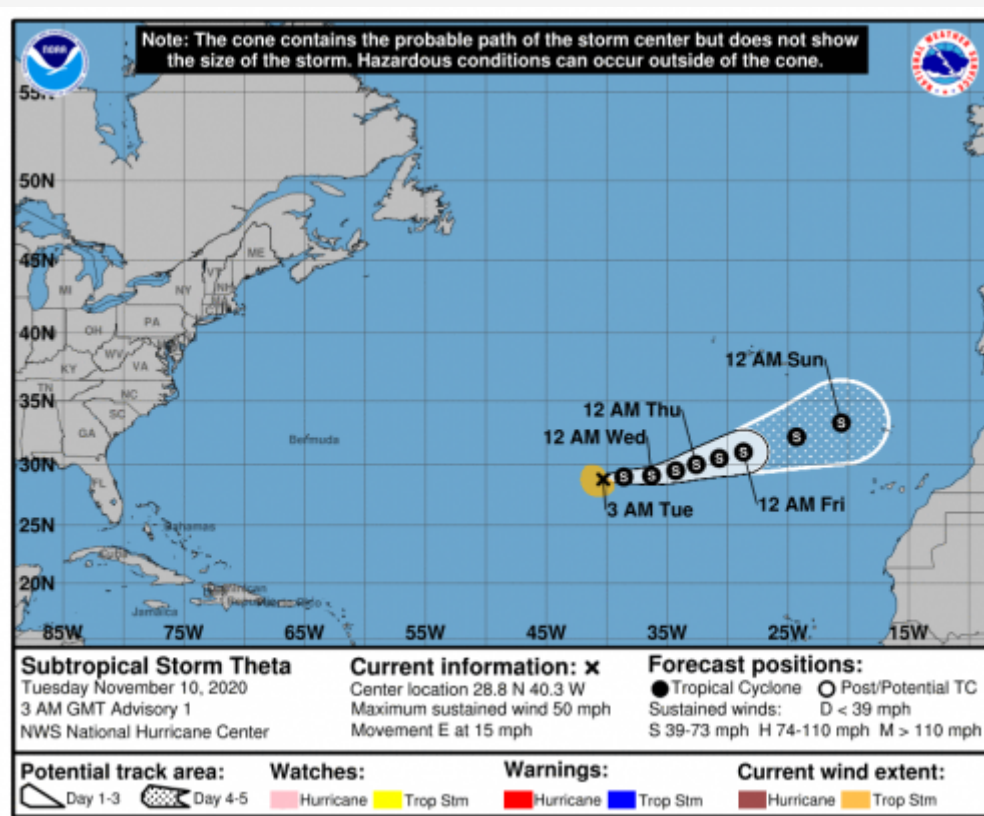 Note: The cone contains the probable path of the storm center but does not show
the size of the storm. Hazardous conditions can occur outside of the cone.
NOAA
NATIONAL WEATHER SERVICE
55N
50N
45N
40N
35N
30N
25N
20N
ME
VT
NH
MA
MI
NY
PA
OH
WV
KY
VA
TN
NC
SC
GA
FL
Bermuda
Bahamas
Cuba
Jamaica
12 AM Sun
12 AM Thu
12 AM Wed
3 AM Tue
12 AM Fri
S S S S S S S S
85W 75W 65W 55W 45W 35W 25W 15W
Subtropical Storm Theta
Tuesday November 10, 2020
3 AM GMT Advisory 1
NWS National Hurricane Center
Current information: x
Center location 28.8 N 40.3 W
Maximum sustained wind 50 mph
Movement E at 15 mph
Forecast positions:
Tropical Cyclone Post/Potential TC
Sustained winds: D < 39 mph
S 39-73 mph H 74-110 mph M > 110 mph
Potential track area:
Day 1-3 Day 4-5
Watches:
Hurricane Trop Stm
Warnings:
Hurricane Trop Stm
Current wind extent:
Hurricane Trop Stm